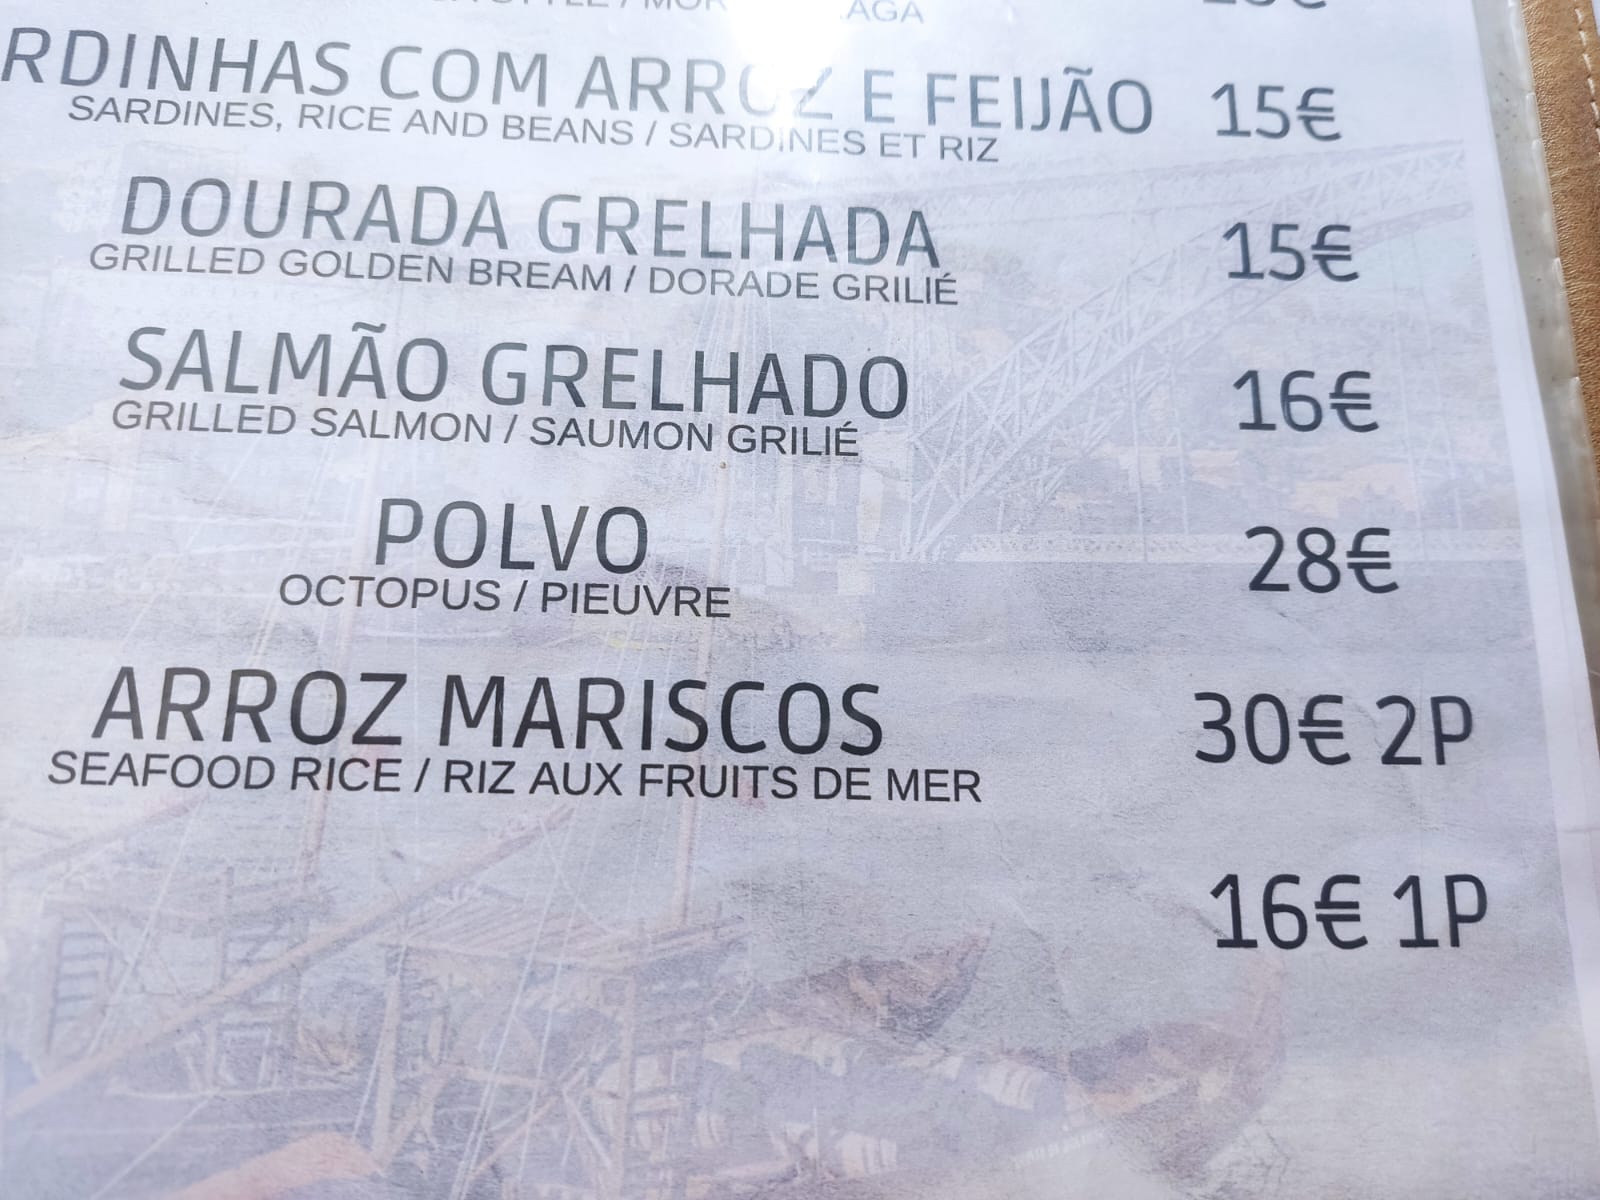 AGA
RDINHAS COM ARROZ E FEIJÃO 15€
SARDINES, RICE AND BEANS / SARDINES ET RIZ
DOURADA GRELHADA 15€
GRILLED GOLDEN BREAM / DORADE GRILIÉ
SALMÃO GRELHADO 16€
GRILLED SALMON / SAUMON GRILIÉ
POLVO 28€
OCTOPUS / PIEUVRE
ARROZ MARISCOS 30€ 2P
SEAFOOD RICE / RIZ AUX FRUITS DE MER
16€ 1P